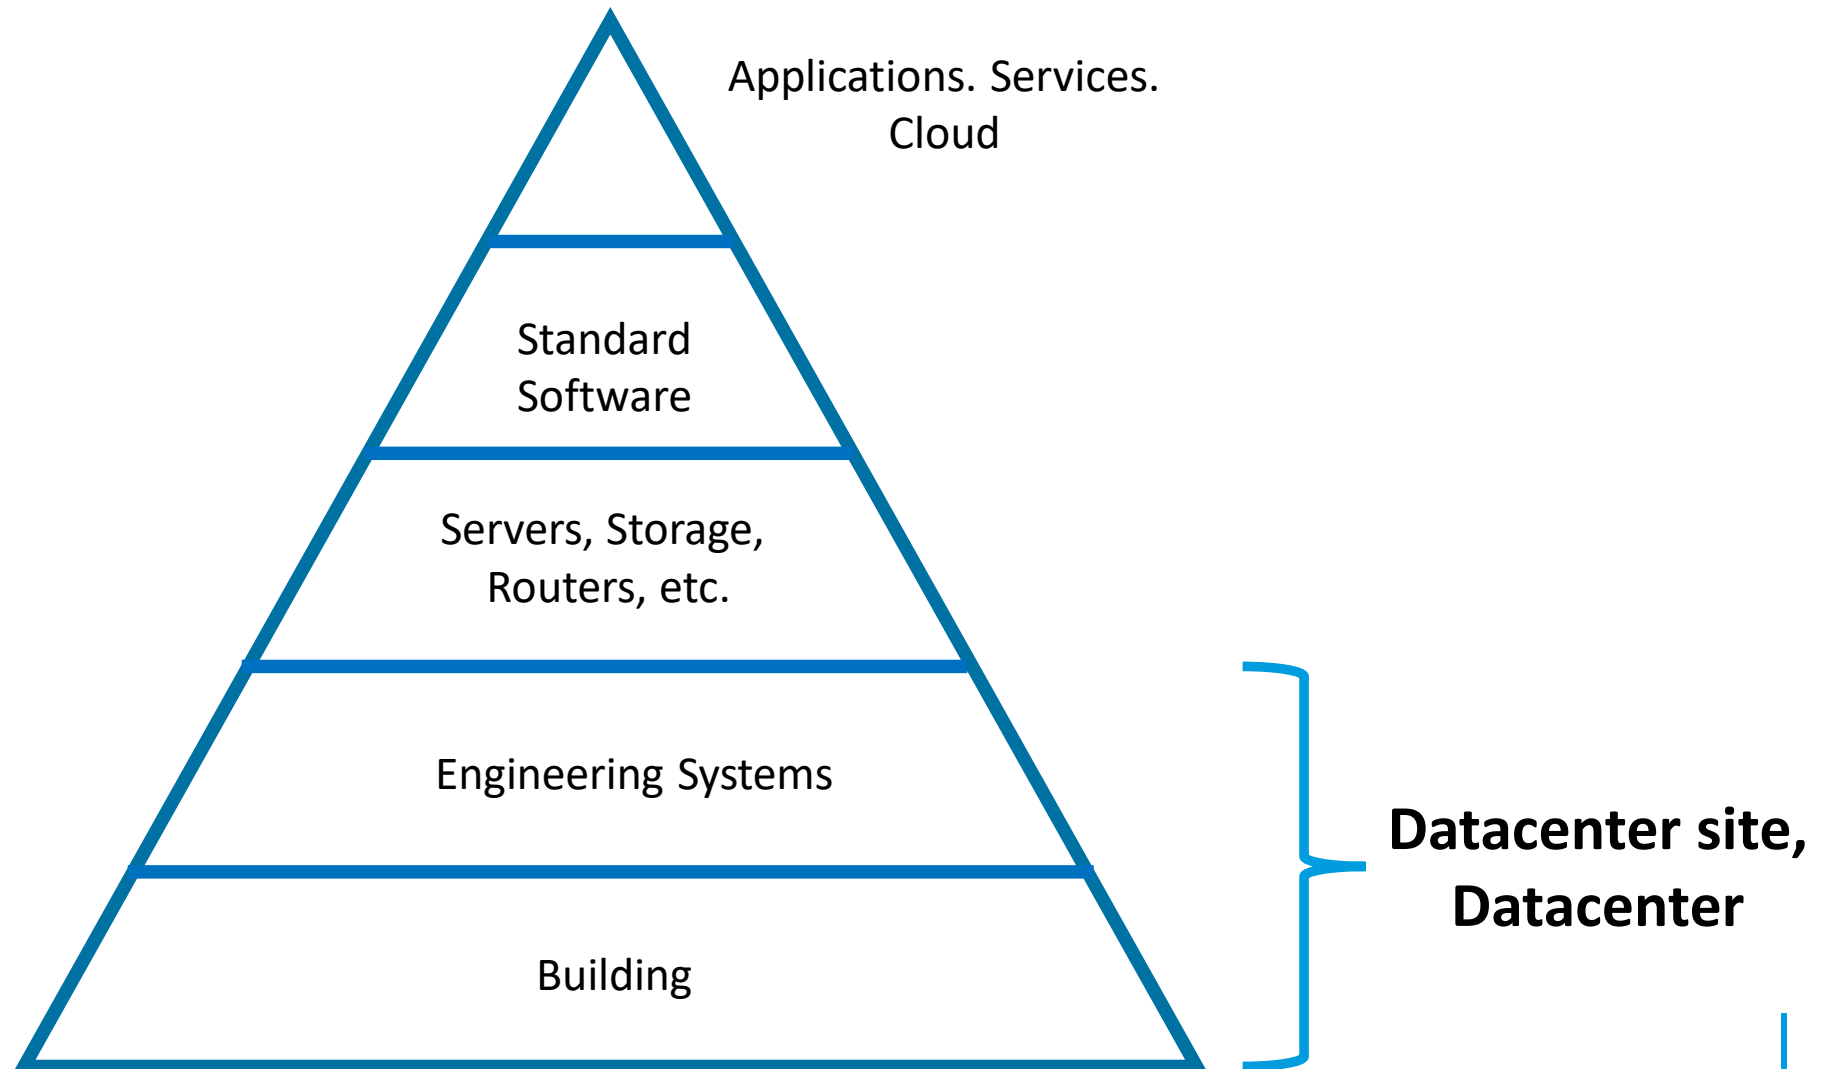 Applications. Services.
Cloud
Standard
Software
Servers, Storage,
Routers, etc.
Engineering Systems
Datacenter site,
Datacenter
Building